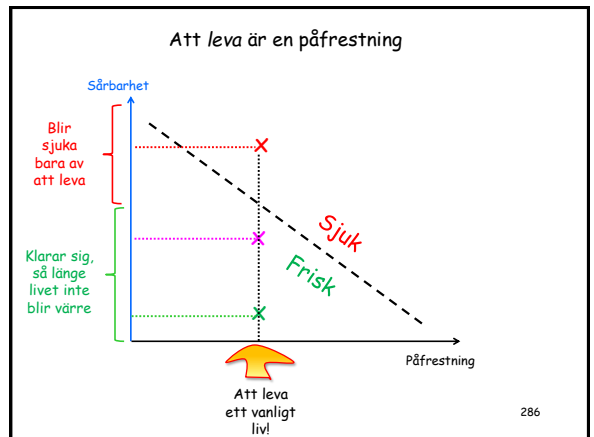 Att leva är en påfrestning
Sårbarhet
Blir
sjuka
bara av
att leva
Sjuk
Frisk
Klarar sig,
så länge
livet inte
blir värre
Påfrestning
Att leva
ett vanligt
liv!
286